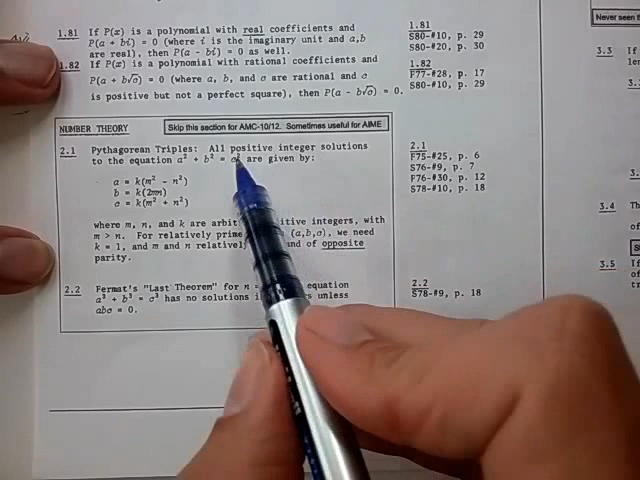 1.81 If P(x) is a polynomial with real coefficients and
P(a + bi) = 0 (where i is the imaginary unit and a,b
are real), then P(a - bi) = 0 as well.
1.82 If P(x) is a polynomial with rational coefficients and
P(a + b√c) = 0 (where a, b, and c are rational and c
is positive but not a perfect square), then P(a - b√c) = 0.
1.81
S80-#10, p. 29
S80-#20, p. 30
1.82
F77-#28, p. 17
S80-#10, p. 29
NUMBER THEORY
Skip this section for AMC-10/12. Sometimes useful for AIME
2.1 Pythagorean Triples: All positive integer solutions
to the equation a² + b² = c² are given by:
a = k(m² - n²)
b = k(2mn)
c = k(m² + n²)
where m, n, and k are positive integers, with
m > n. For relatively (a,b,c), we need
k = 1, and m and n and of opposite
parity.
2.2 Fermat's "Last Theorem" for equation
a³ + b³ = c³ has no solutions unless
abc = 0.
2.1
F75-#25, p. 6
S76-#9, p. 7
F76-#30, p. 12
S78-#10, p. 18
2.2
S78-#9, p. 18
Never seen
3.3 If
3.4 The
of
3.5 If
of